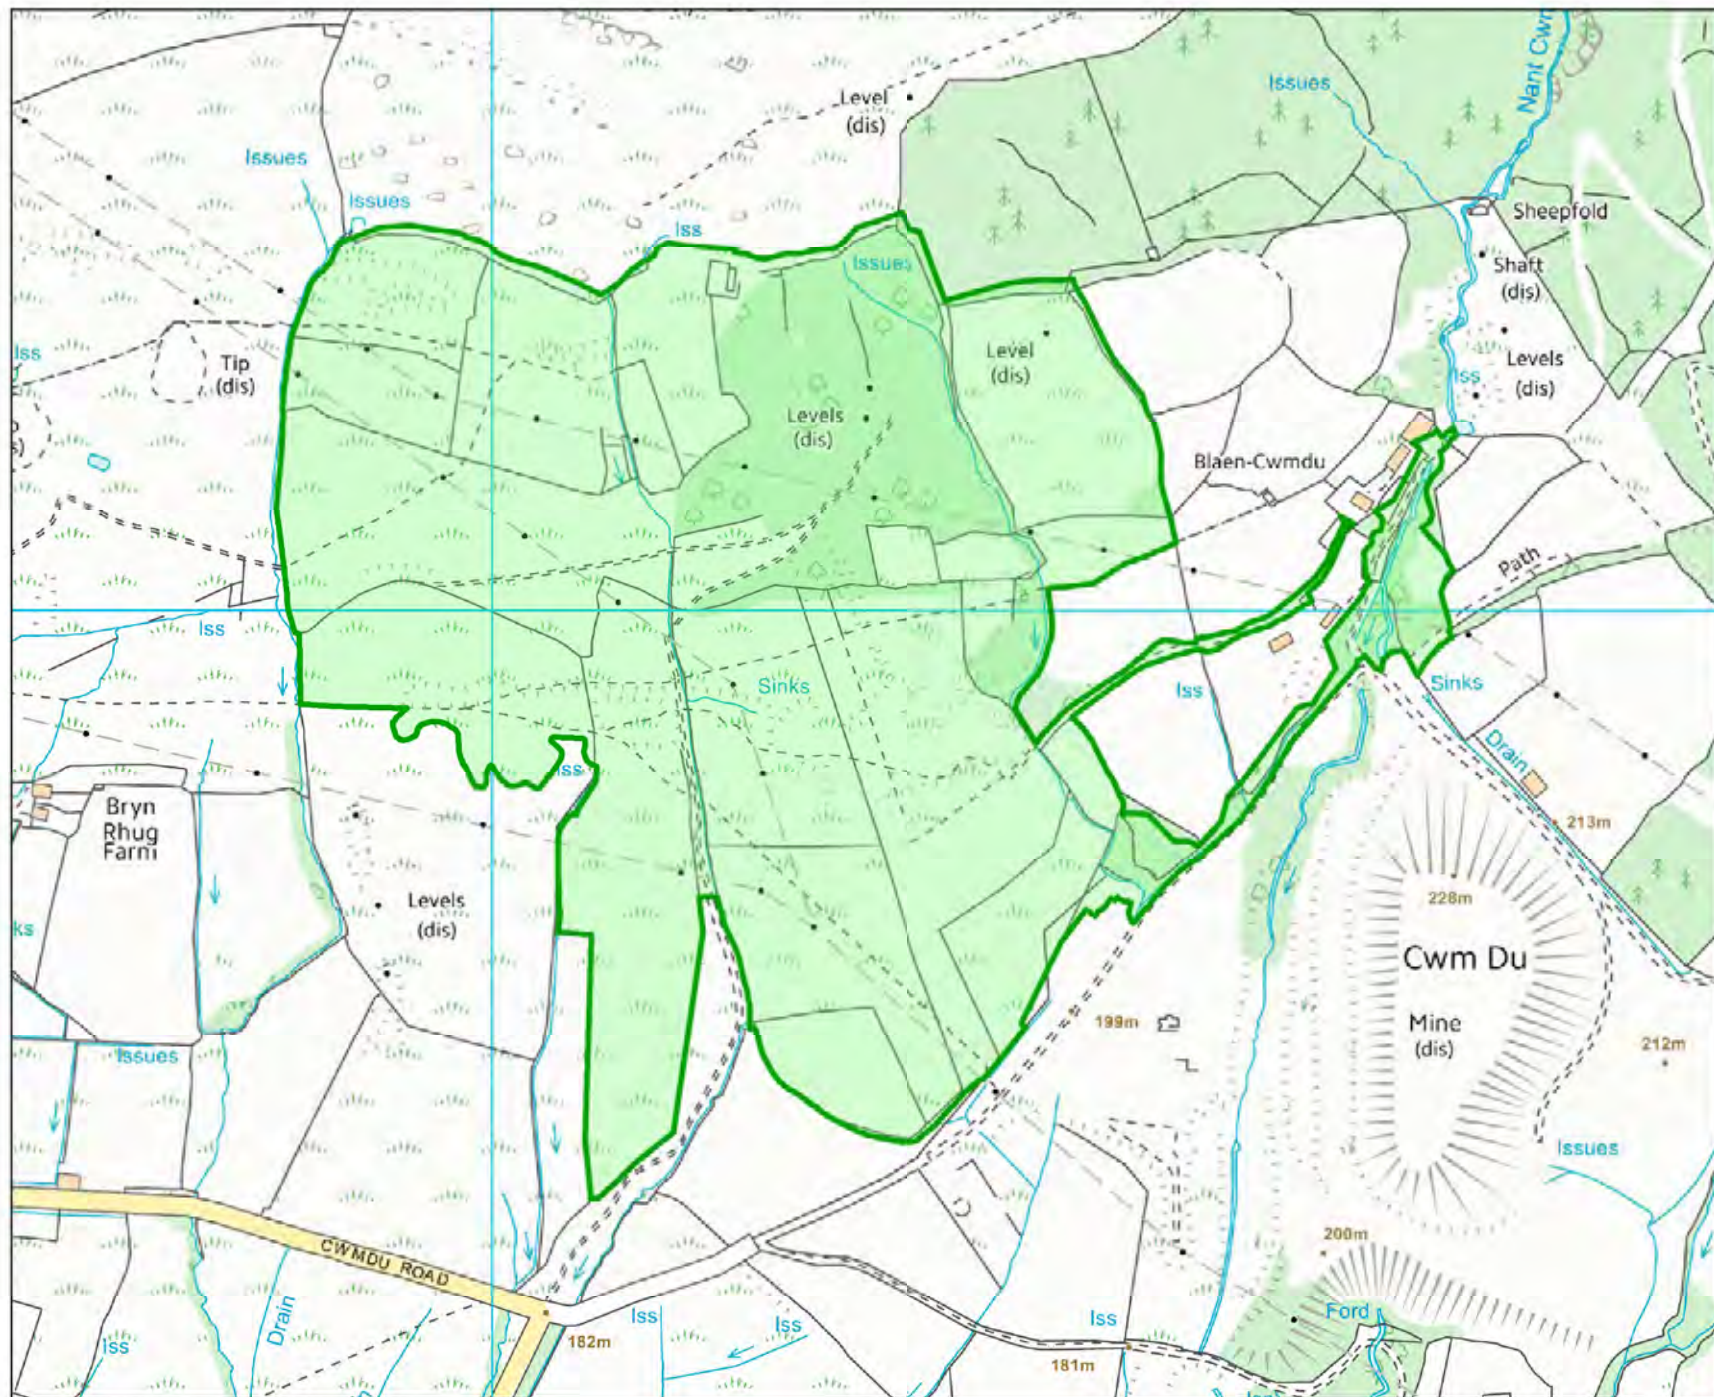 Level
(dis)
Issues
Nant Cwm
Issues
Issues
Iss
Sheepfold
Issues
Shaft
(dis)
Iss
Tip
(dis)
Level
(dis)
Levels
(dis)
Iss
Levels
(dis)
Blaen-Cwmdu
Path
Iss
Sinks
Iss
Sinks
Drain
Iss
Bryn
Rhug
Farm
213m
Levels
(dis)
228m
Cwm Du
199m
Mine
(dis)
212m
Issues
Issues
CWMDU ROAD
200m
Drain
Iss
Iss
Iss
Ford
Iss
182m
181m